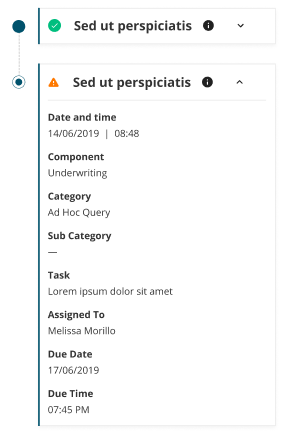 Sed ut perspiciatis
Sed ut perspiciatis
Date and time
14/06/2019 | 08:48
Component
Underwriting
Category
Ad Hoc Query
Sub Category
—
Task
Lorem ipsum dolor sit amet
Assigned To
Melissa Morillo
Due Date
17/06/2019
Due Time
07:45 PM